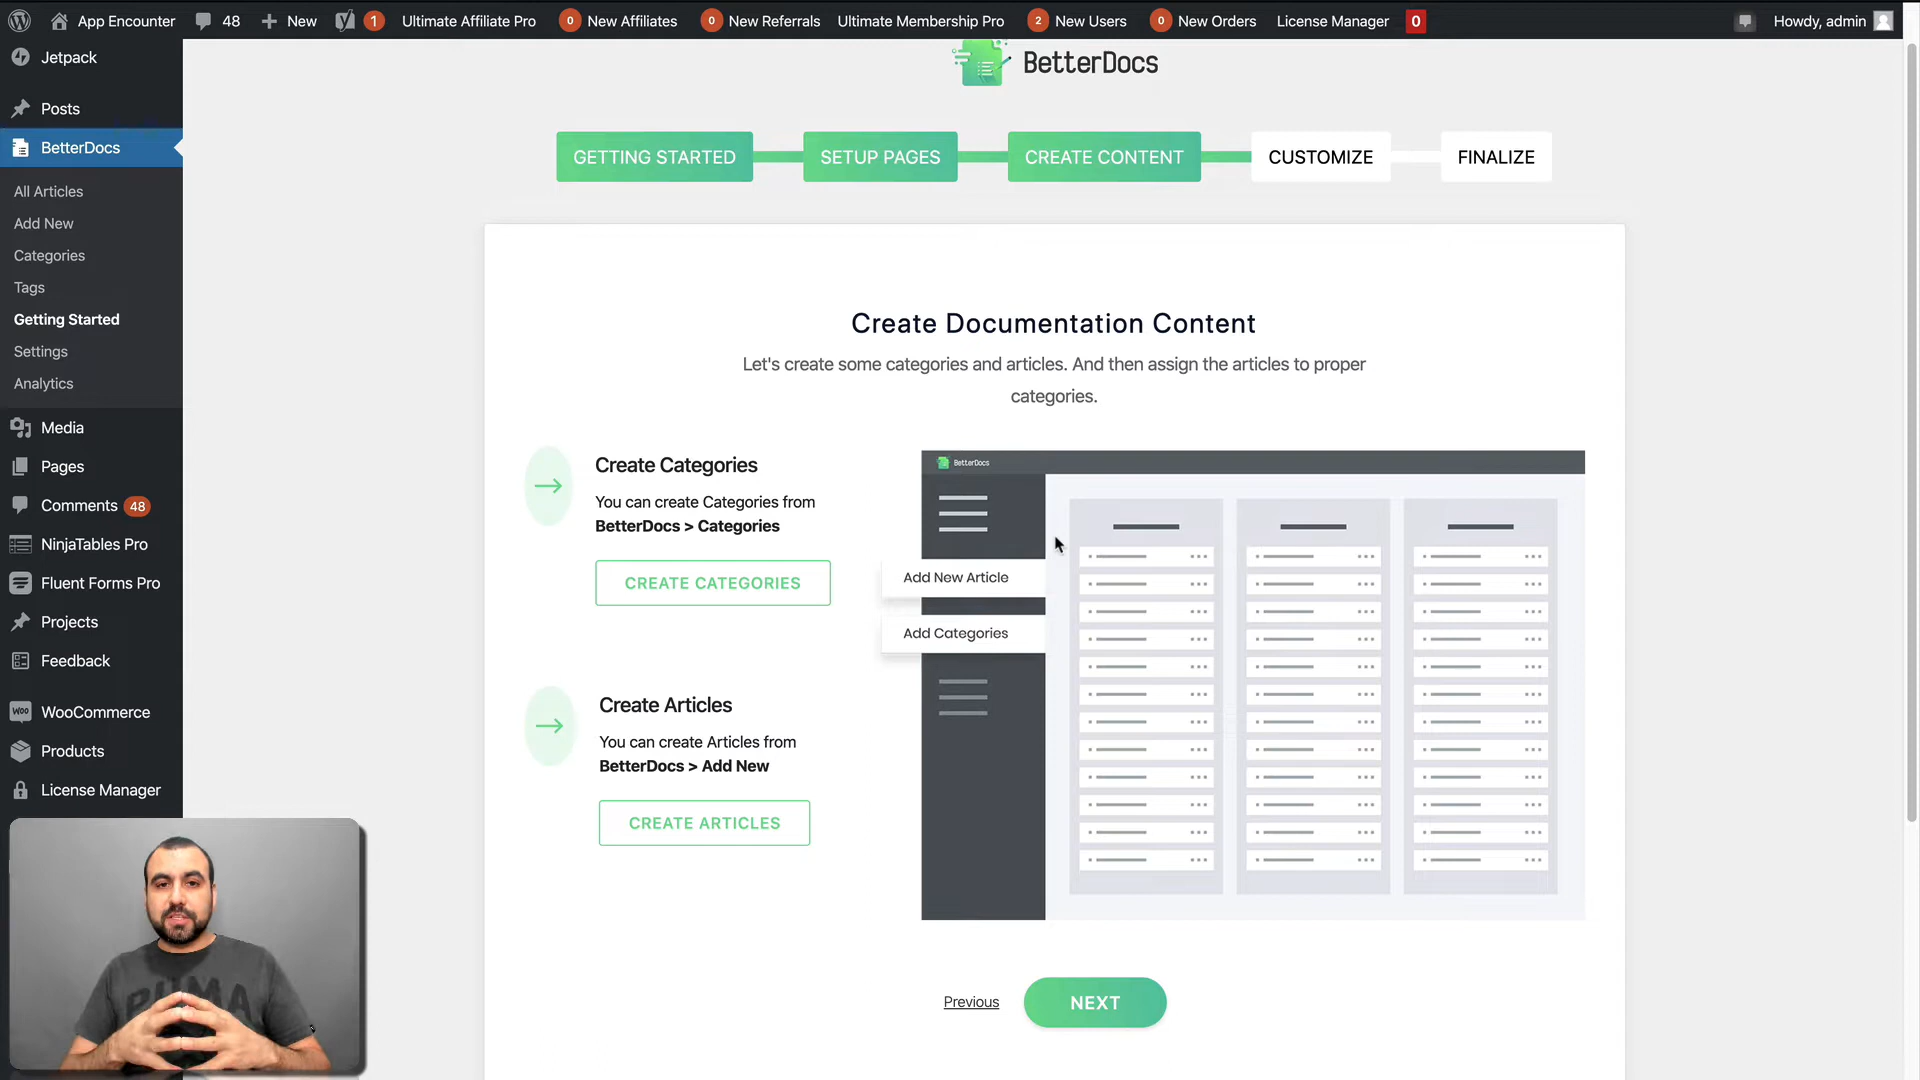 App Encounter 48 New 1 Ultimate Affiliate Pro 0 New Affiliates 0 New Referrals Ultimate Membership Pro 2 New Users 0 New Orders License Manager 0 Howdy, admin
Jetpack
Posts
BetterDocs
All Articles
Add New
Categories
Tags
Getting Started
Settings
Analytics
Media
Pages
Comments 48
NinjaTables Pro
Fluent Forms Pro
Projects
Feedback
WooCommerce
Products
License Manager
BetterDocs
GETTING STARTED SETUP PAGES CREATE CONTENT CUSTOMIZE FINALIZE
Create Documentation Content
Let's create some categories and articles. And then assign the articles to proper
categories.
Create Categories
You can create Categories from
BetterDocs > Categories
CREATE CATEGORIES
Create Articles
You can create Articles from
BetterDocs > Add New
CREATE ARTICLES
BetterDocs
Add New Article
Add Categories
Previous NEXT
PUMA